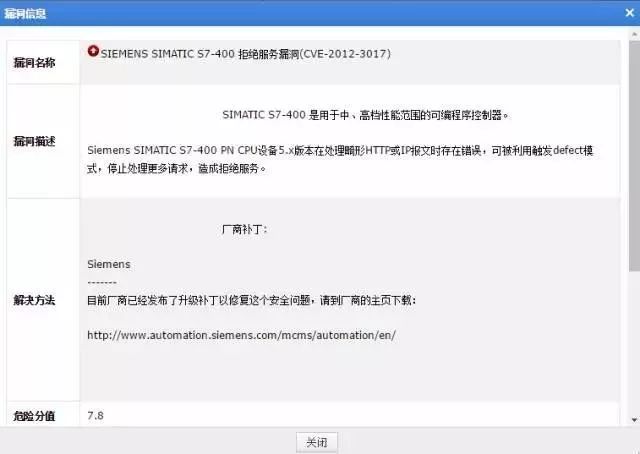 漏洞信息
漏洞名称
SIEMENS SIMATIC S7-400 拒绝服务漏洞(CVE-2012-3017)
漏洞描述
SIMATIC S7-400 是用于中、高档性能范围的可编程序控制器。
Siemens SIMATIC S7-400 PN CPU设备5.x版本在处理畸形HTTP或IP报文时存在错误，可被利用触发defect模
式，停止处理更多请求，造成拒绝服务。
解决方法
厂商补丁：
Siemens
-------
目前厂商已经发布了升级补丁以修复这个安全问题，请到厂商的主页下载：
http://www.automation.siemens.com/mcms/automation/en/
危险分值
7.8
关闭